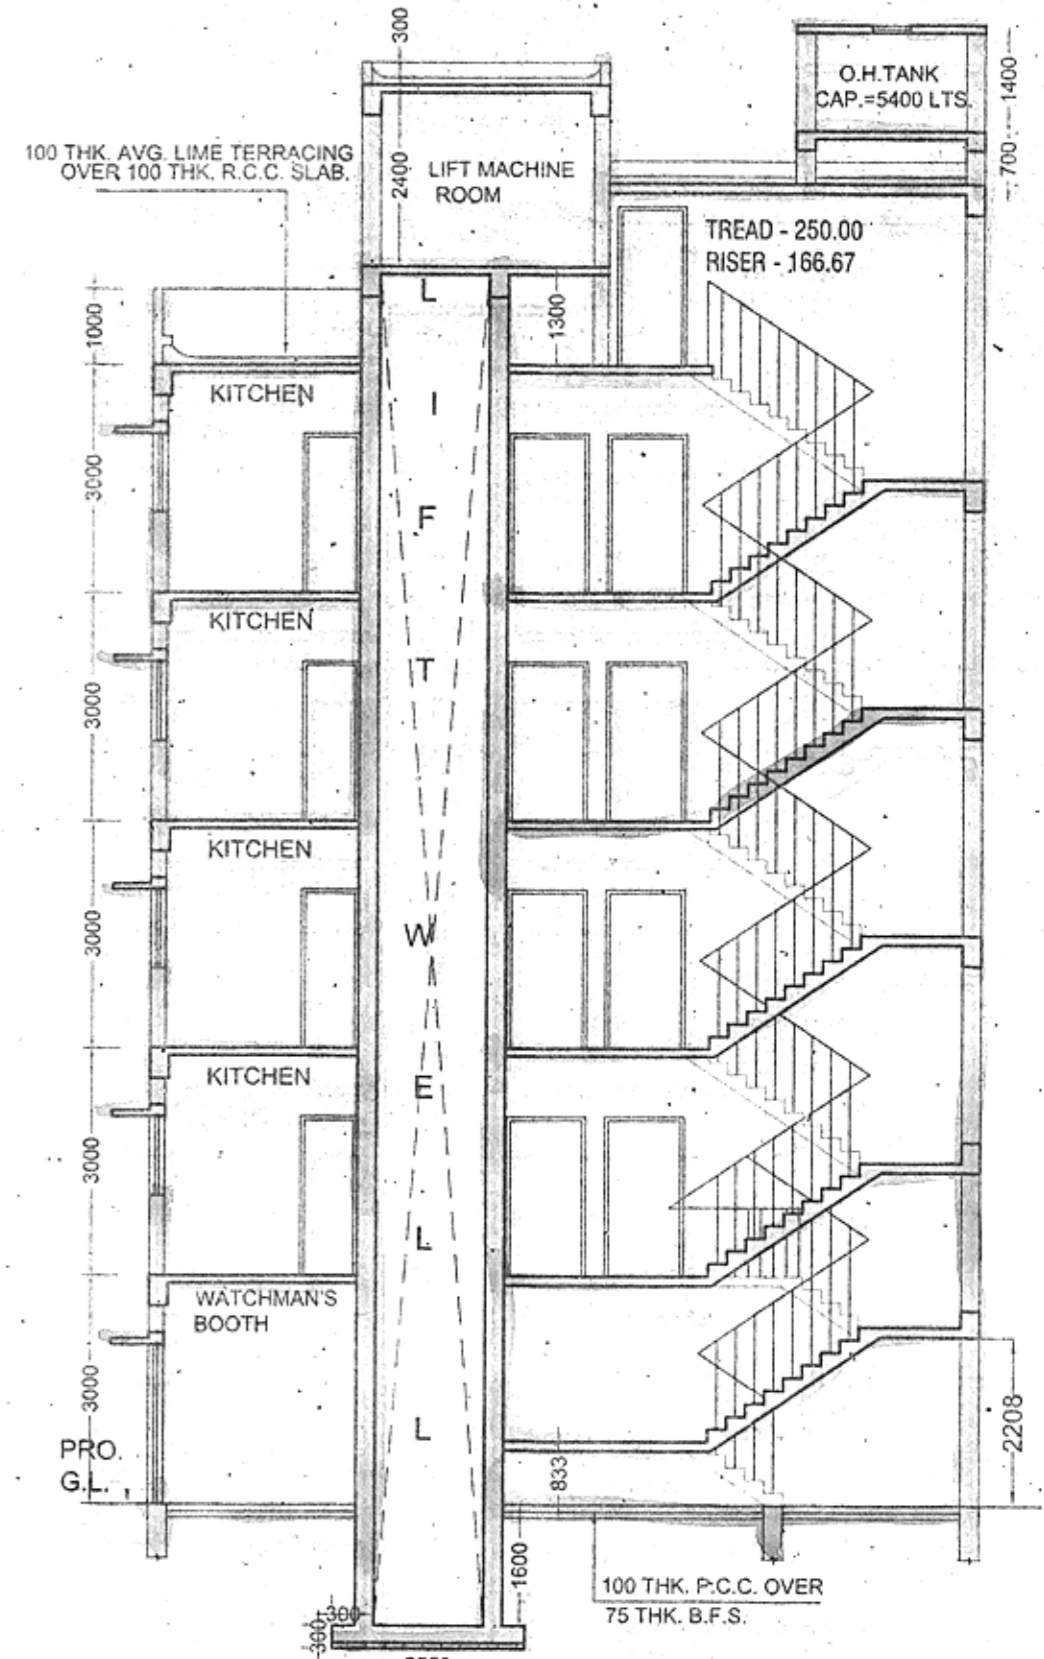 300
O.H.TANK
CAP.=5400 LTS.
1400
700
100 THK. AVG. LIME TERRACING
OVER 100 THK. R.C.C. SLAB.
2400
LIFT MACHINE
ROOM
TREAD - 250.00
RISER - 166.67
1000
1300
L
I
F
T
W
E
L
L
KITCHEN
3000
KITCHEN
3000
KITCHEN
3000
KITCHEN
3000
WATCHMAN'S
BOOTH
3000
2208
PRO.
G.L.
833
1600
100 THK. P.C.C. OVER
75 THK. B.F.S.
300
300